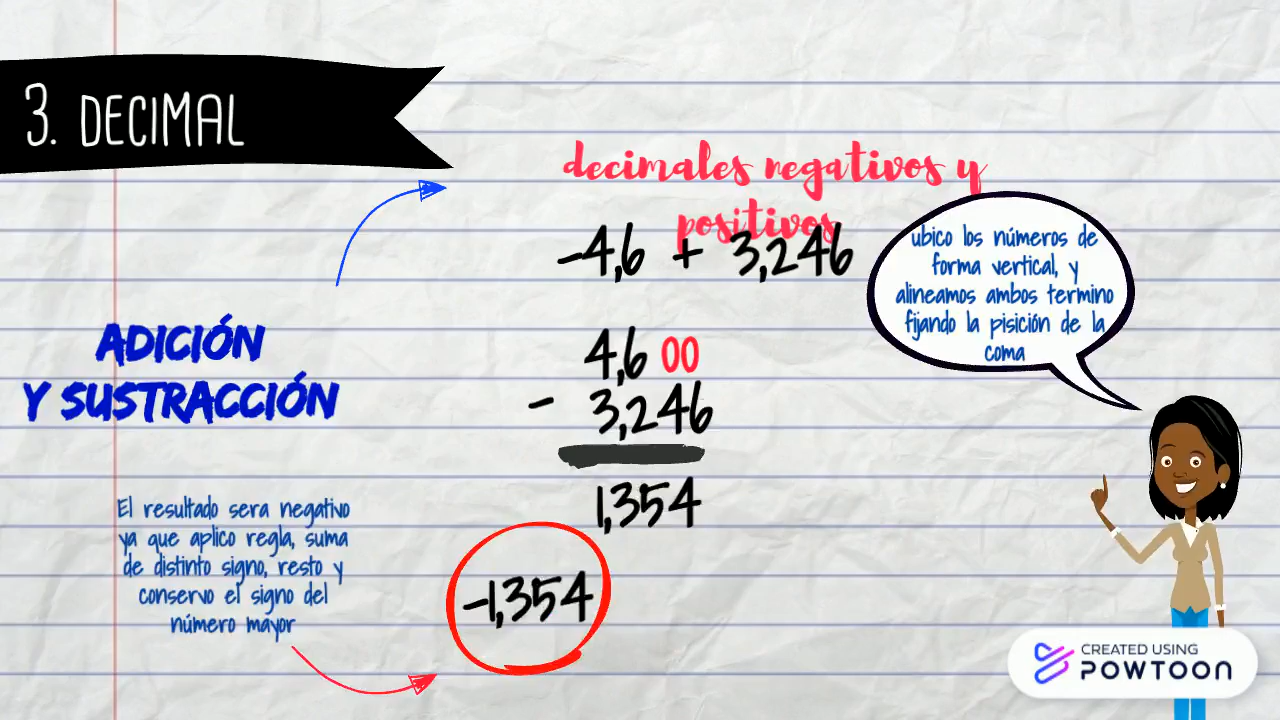 3. DECIMAL
decimales negativos y
positivos
-4,6 + 3,246
ubico los números de
forma vertical, y
alineamos ambos termino
fijando la pisición de la
coma
4,6 00
- 3,246
1,354
-1,354
ADICIÓN
Y SUSTRACCIÓN
El resultado sera negativo
ya que aplico regla, suma
de distinto signo, resto y
conservo el signo del
número mayor
CREATED USING
POWTOON